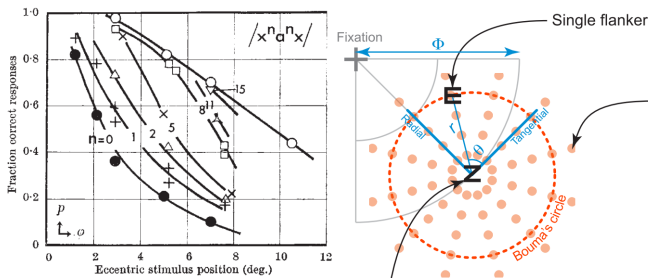 /xⁿaⁿx/
Fraction correct responses
1·0
0·8
0·6
0·4
0·2
0
n=0
1
2
5
8
11
15
p
φ
0
2
4
6
8
10
12
Eccentric stimulus position (deg.)
Single flanker
Fixation
Φ
E
r
θ
Radial
Tangential
Z
Bouma's circle